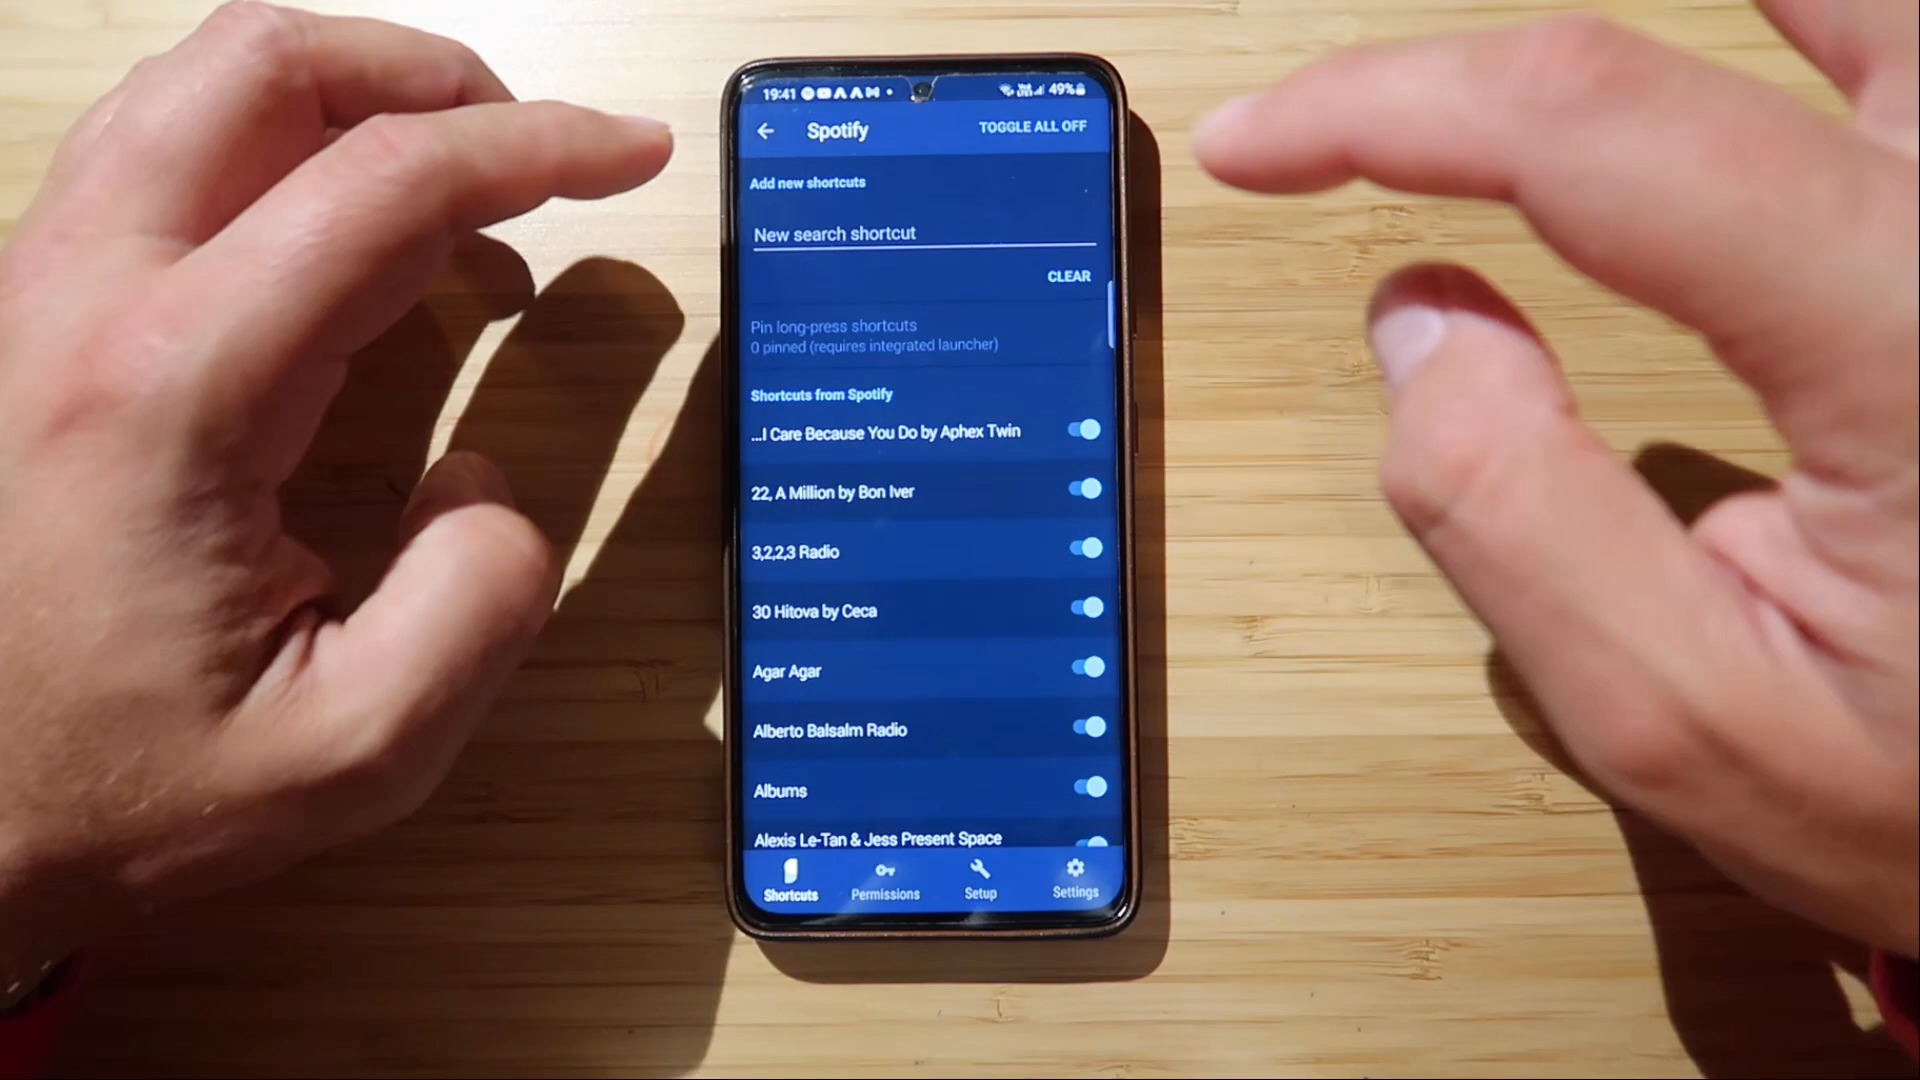 19:41
49%
Spotify
TOGGLE ALL OFF
Add new shortcuts
New search shortcut
CLEAR
Pin long-press shortcuts
0 pinned (requires integrated launcher)
Shortcuts from Spotify
...I Care Because You Do by Aphex Twin
22, A Million by Bon Iver
3,2,2,3 Radio
30 Hitova by Ceca
Agar Agar
Alberto Balsalm Radio
Albums
Alexis Le-Tan & Jess Present Space
Shortcuts
Permissions
Setup
Settings